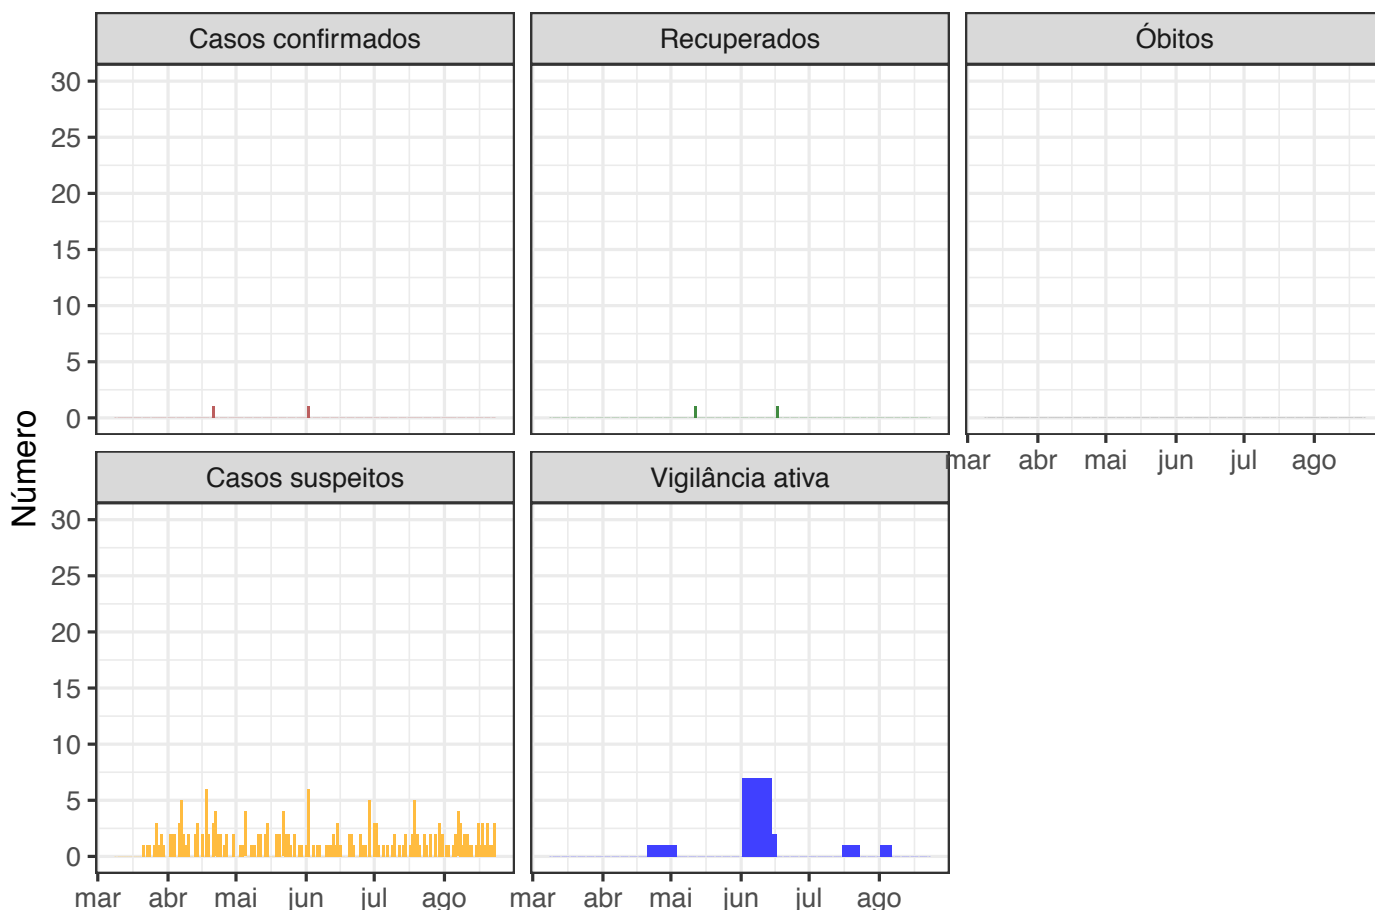 Casos confirmados
Recuperados
Óbitos
30
25
20
15
10
5
0
mar abr mai jun jul ago
Número
Casos suspeitos
Vigilância ativa
30
25
20
15
10
5
0
mar abr mai jun jul ago
mar abr mai jun jul ago